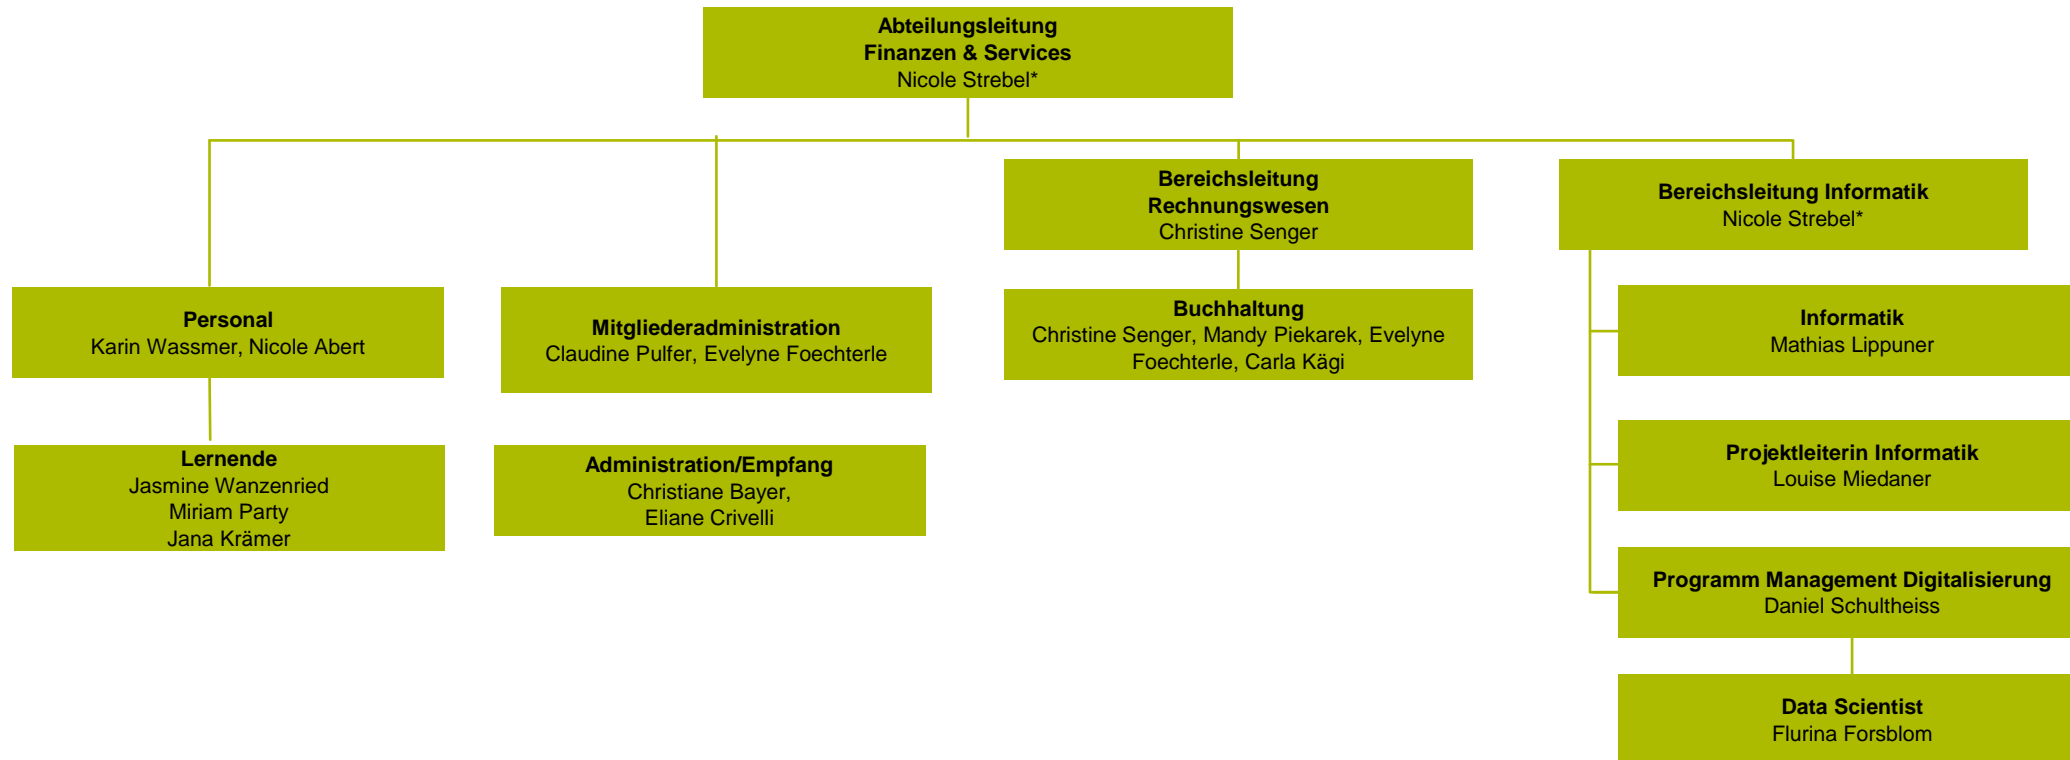 Abteilungsleitung
Finanzen & Services
Nicole Strebel*
Bereichsleitung
Rechnungswesen
Christine Senger
Bereichsleitung Informatik
Nicole Strebel*
Personal
Karin Wassmer, Nicole Abert
Mitgliederadministration
Claudine Pulfer, Evelyne Foechterle
Buchhaltung
Christine Senger, Mandy Piekarek, Evelyne
Foechterle, Carla Kägi
Informatik
Mathias Lippuner
Lernende
Jasmine Wanzenried
Miriam Party
Jana Krämer
Administration/Empfang
Christiane Bayer,
Eliane Crivelli
Projektleiterin Informatik
Louise Miedaner
Programm Management Digitalisierung
Daniel Schultheiss
Data Scientist
Flurina Forsblom